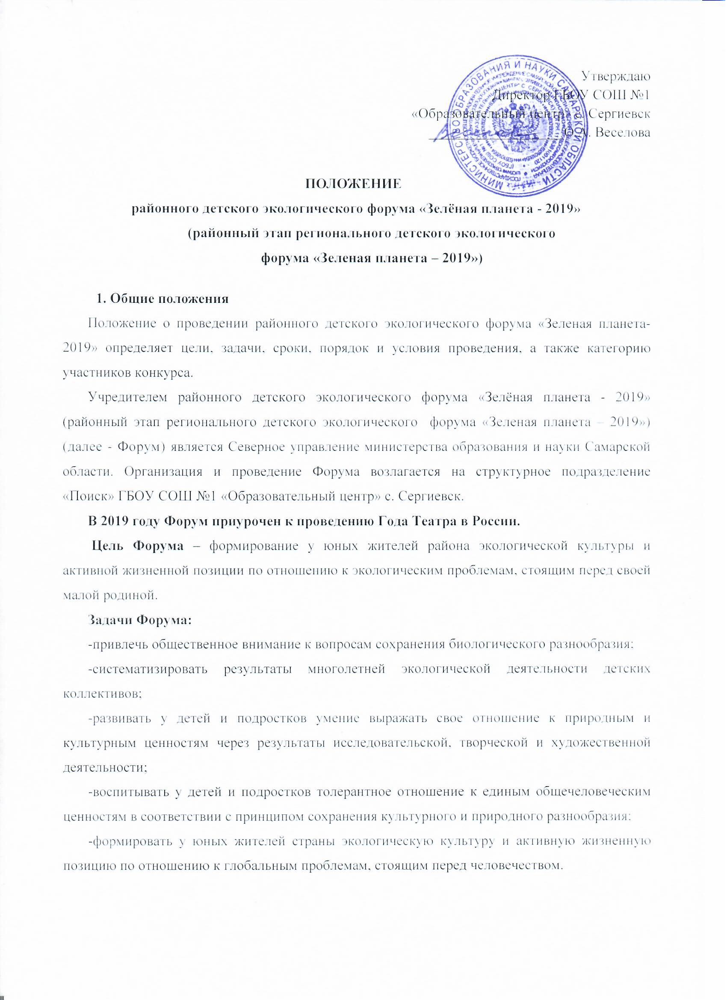 Утверждаю
Директор ГБОУ СОШ №1
«Образовательный центр» с. Сергиевск
О.А. Веселова
МИНИСТЕРСТВО ОБРАЗОВАНИЯ И НАУКИ САМАРСКОЙ ОБЛАСТИ
ПОЛОЖЕНИЕ
районного детского экологического форума «Зелёная планета - 2019»
(районный этап регионального детского экологического
форума «Зеленая планета – 2019»)
1. Общие положения
Положение о проведении районного детского экологического форума «Зеленая планета-
2019» определяет цели, задачи, сроки, порядок и условия проведения, а также категорию
участников конкурса.
Учредителем районного детского экологического форума «Зелёная планета - 2019»
(районный этап регионального детского экологического форума «Зеленая планета – 2019»)
(далее - Форум) является Северное управление министерства образования и науки Самарской
области. Организация и проведение Форума возлагается на структурное подразделение
«Поиск» ГБОУ СОШ №1 «Образовательный центр» с. Сергиевск.
В 2019 году Форум приурочен к проведению Года Театра в России.
Цель Форума – формирование у юных жителей района экологической культуры и
активной жизненной позиции по отношению к экологическим проблемам, стоящим перед своей
малой родиной.
Задачи Форума:
-привлечь общественное внимание к вопросам сохранения биологического разнообразия;
-систематизировать результаты многолетней экологической деятельности детских
коллективов;
-развивать у детей и подростков умение выражать свое отношение к природным и
культурным ценностям через результаты исследовательской, творческой и художественной
деятельности;
-воспитывать у детей и подростков толерантное отношение к единым общечеловеческим
ценностям в соответствии с принципом сохранения культурного и природного разнообразия;
-формировать у юных жителей страны экологическую культуру и активную жизненную
позицию по отношению к глобальным проблемам, стоящим перед человечеством.